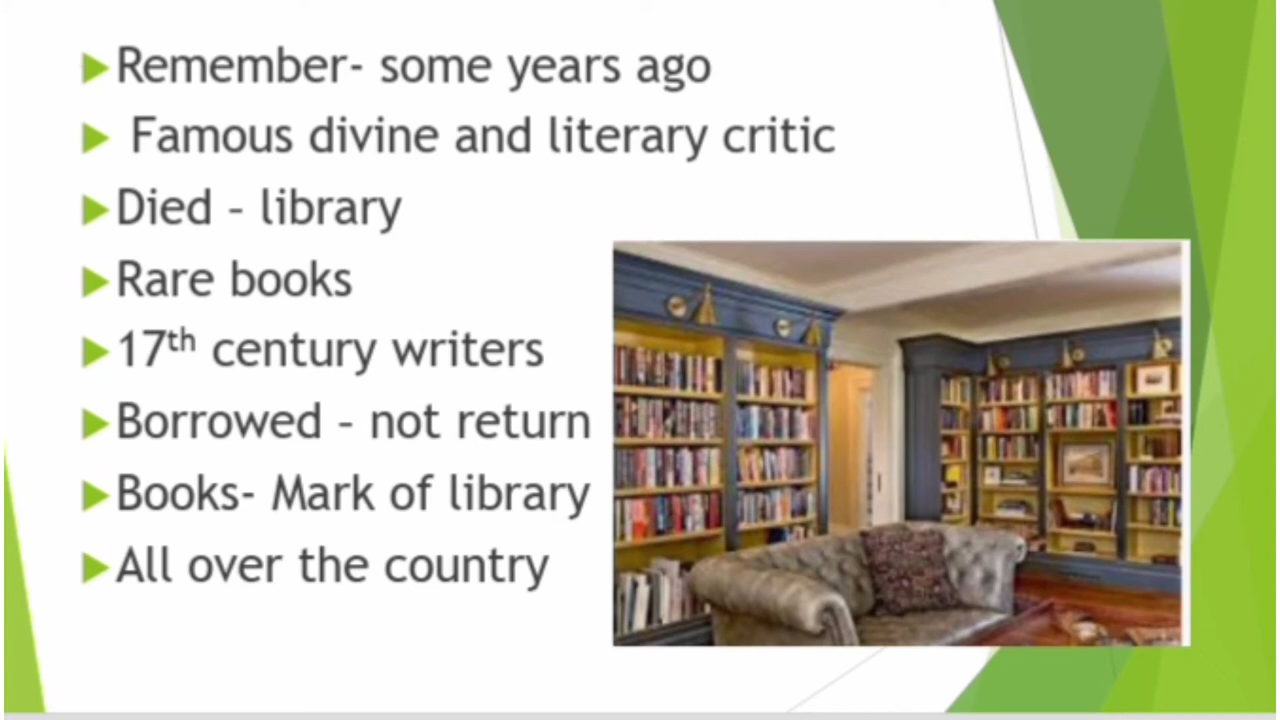 Remember- some years ago
Famous divine and literary critic
Died – library
Rare books
17th century writers
Borrowed – not return
Books- Mark of library
All over the country